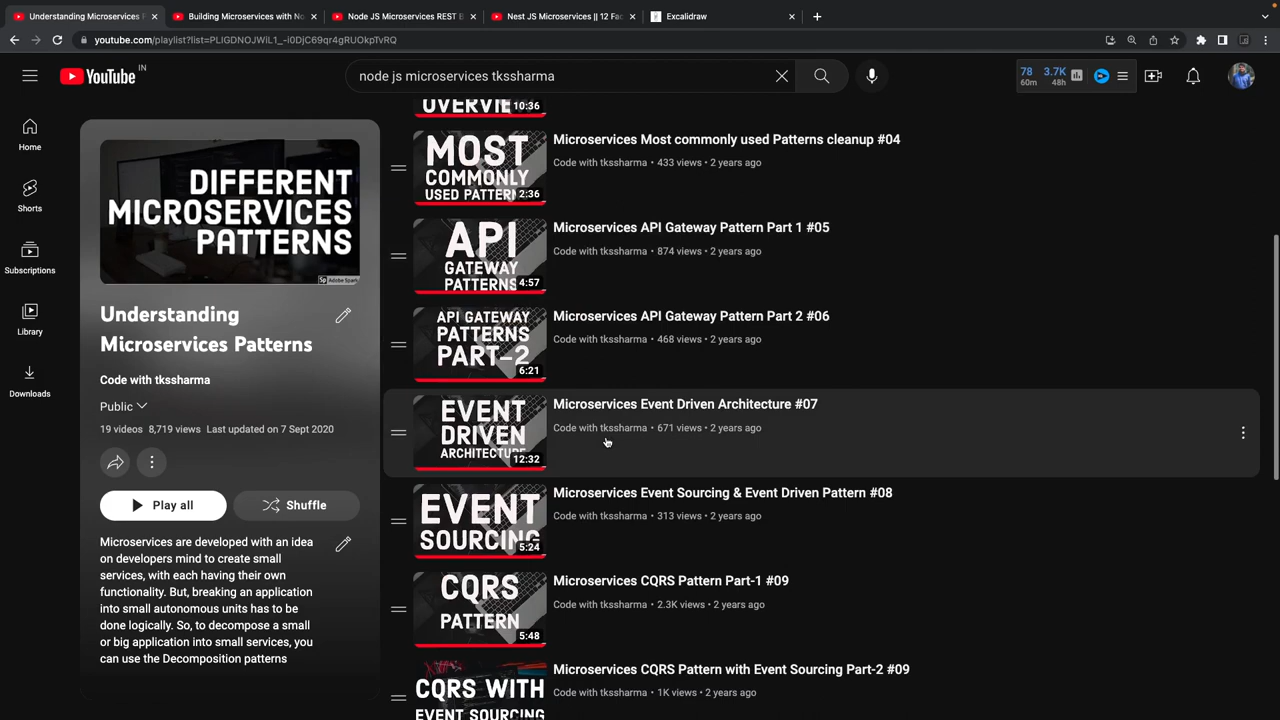 Understanding Microservices P
Building Microservices with No
Node JS Microservices REST B
Nest JS Microservices || 12 Fac
Excalidraw
youtube.com/playlist?list=PLIGDNOJWiL1_-i0DjC69qr4gRUOkpTvRQ
YouTube IN
node js microservices tkssharma
78
60m
3.7K
48h
Home
Shorts
Subscriptions
Library
Downloads
DIFFERENT
MICROSERVICES
PATTERNS
Adobe Spark
Understanding
Microservices Patterns
Code with tkssharma
Public
19 videos 8,719 views Last updated on 7 Sept 2020
Play all
Shuffle
Microservices are developed with an idea
on developers mind to create small
services, with each having their own
functionality. But, breaking an application
into small autonomous units has to be
done logically. So, to decompose a small
or big application into small services, you
can use the Decomposition patterns
OVERVIE
10:36
MOST
COMMONLY
USED PATTERN
2:36
Microservices Most commonly used Patterns cleanup #04
Code with tkssharma • 433 views • 2 years ago
API
GATEWAY
PATTERNS
4:57
Microservices API Gateway Pattern Part 1 #05
Code with tkssharma • 874 views • 2 years ago
API GATEWAY
PATTERNS
PART-2
6:21
Microservices API Gateway Pattern Part 2 #06
Code with tkssharma • 468 views • 2 years ago
EVENT
DRIVEN
ARCHITECTURE
12:32
Microservices Event Driven Architecture #07
Code with tkssharma • 671 views • 2 years ago
EVENT
SOURCING
5:24
Microservices Event Sourcing & Event Driven Pattern #08
Code with tkssharma • 313 views • 2 years ago
CQRS
PATTERN
5:48
Microservices CQRS Pattern Part-1 #09
Code with tkssharma • 2.3K views • 2 years ago
CQRS WITH
EVENT SOURCING
Microservices CQRS Pattern with Event Sourcing Part-2 #09
Code with tkssharma • 1K views • 2 years ago